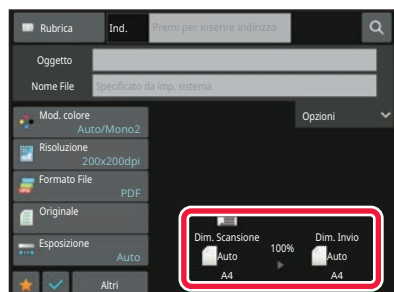 Rubrica
Ind.
Premi per inserire indirizzo
Oggetto
Nome File
Specificato da imp. sistema
Mod. colore
Auto/Mono2
Opzioni
Risoluzione
200x200dpi
Formato File
PDF
Originale
Esposizione
Auto
Dim. Scansione
Auto
A4
100%
Dim. Invio
Auto
A4
Altri